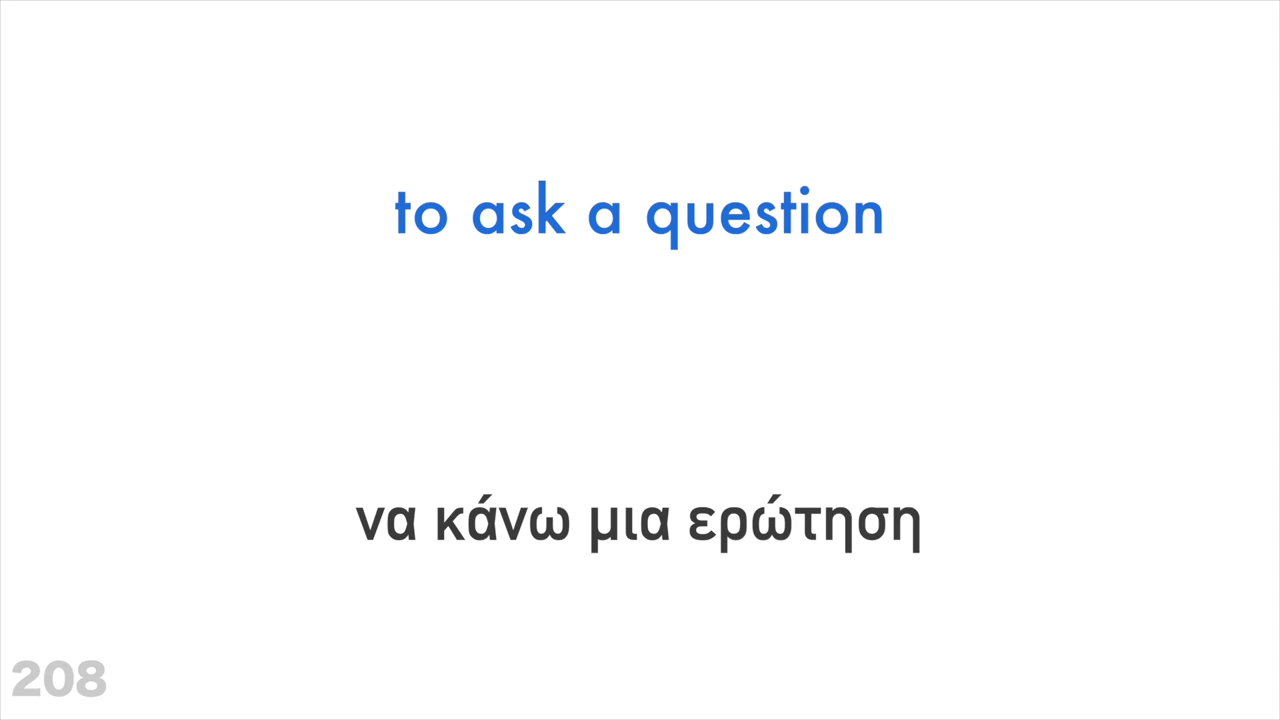 to ask a question
να κάνω μια ερώτηση
208